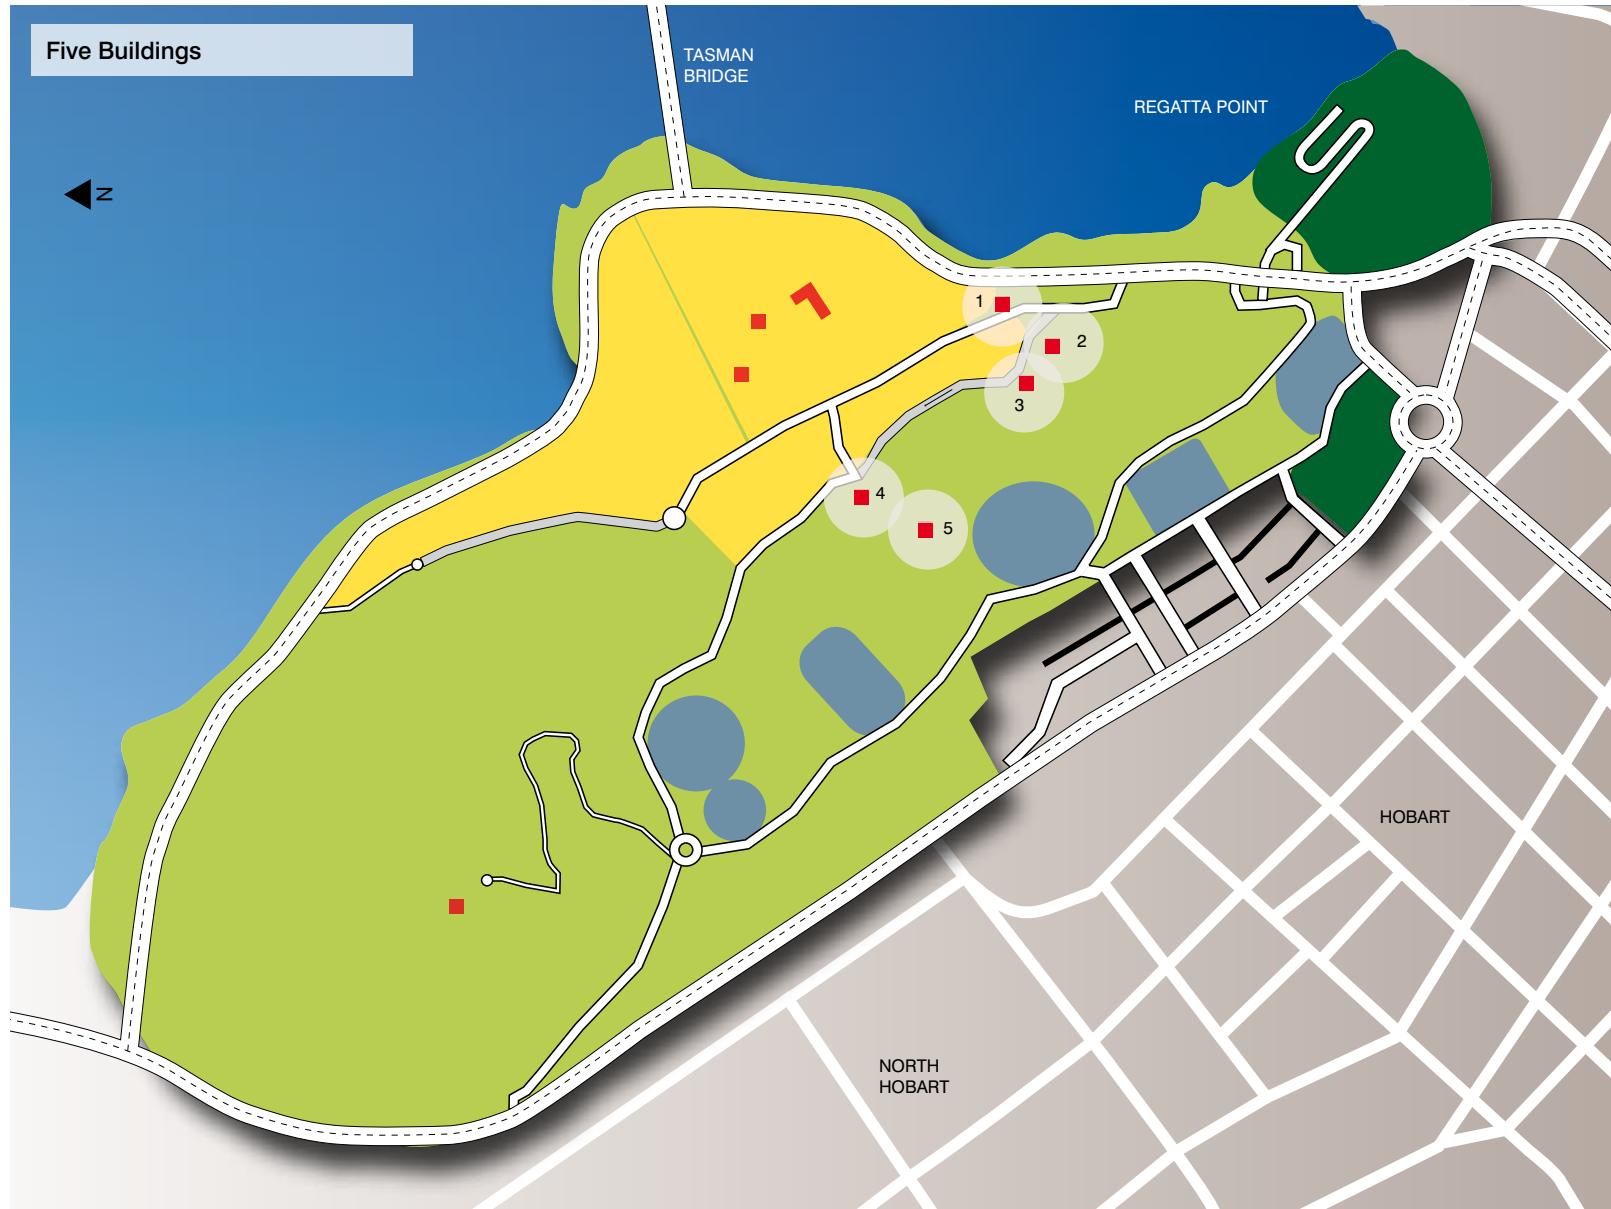 Five Buildings
TASMAN
BRIDGE
REGATTA POINT
N
1
2
3
4
5
HOBART
NORTH
HOBART